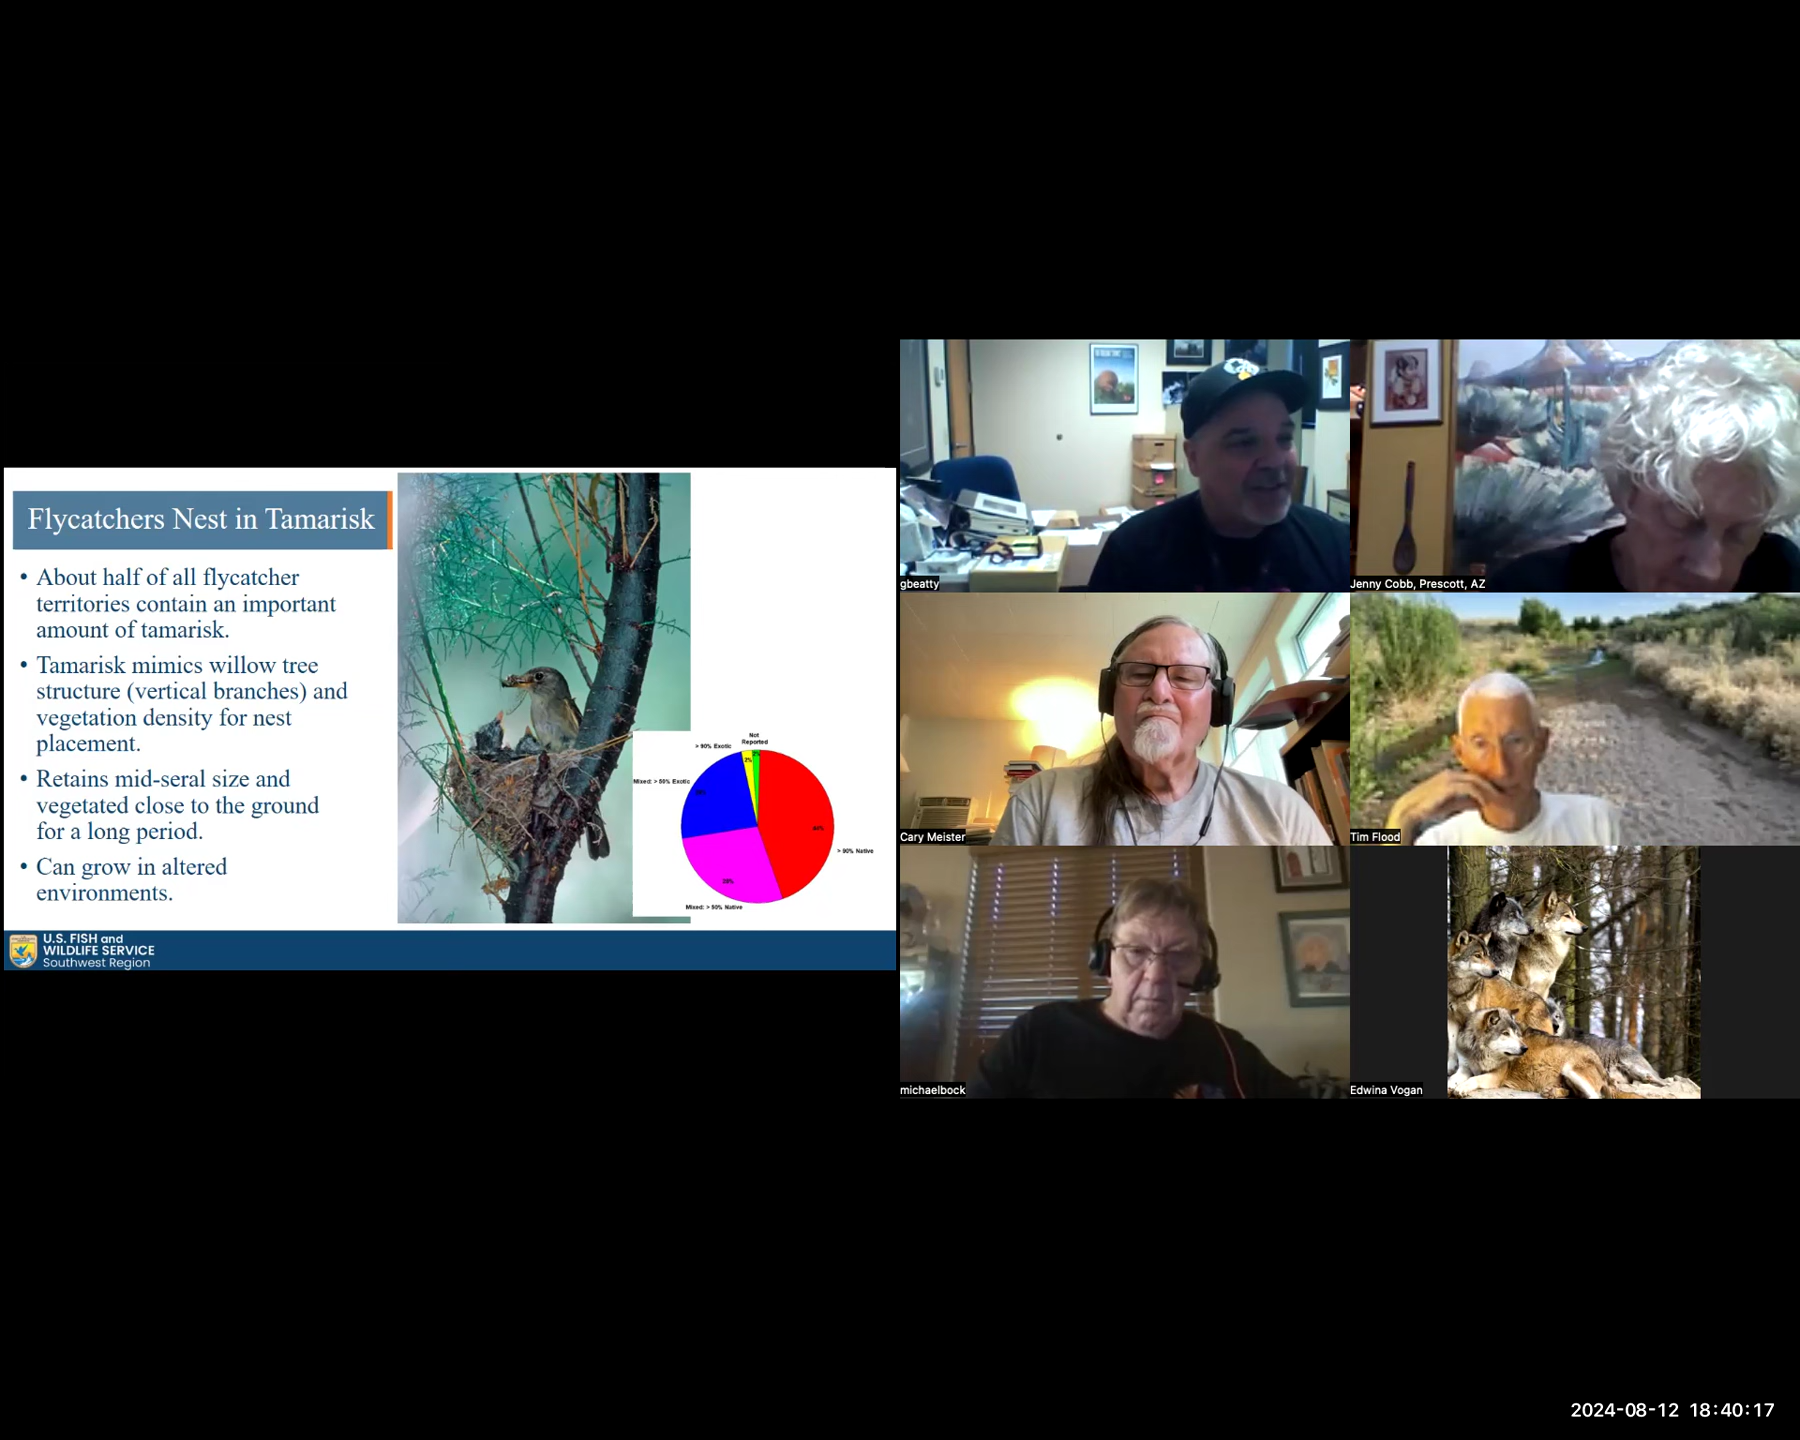 Flycatchers Nest in Tamarisk
• About half of all flycatcher
territories contain an important
amount of tamarisk.
• Tamarisk mimics willow tree
structure (vertical branches) and
vegetation density for nest
placement.
• Retains mid-seral size and
vegetated close to the ground
for a long period.
• Can grow in altered
environments.
Not
Reported
> 90% Exotic
2%
Mixed: > 50% Exotic
> 90% Native
Mixed: > 50% Native
U.S. FISH and
WILDLIFE SERVICE
Southwest Region
gbeatty
Jenny Cobb, Prescott, AZ
Cary Meister
Tim Flood
michaelbock
Edwina Vogan
2024-08-12 18:40:17